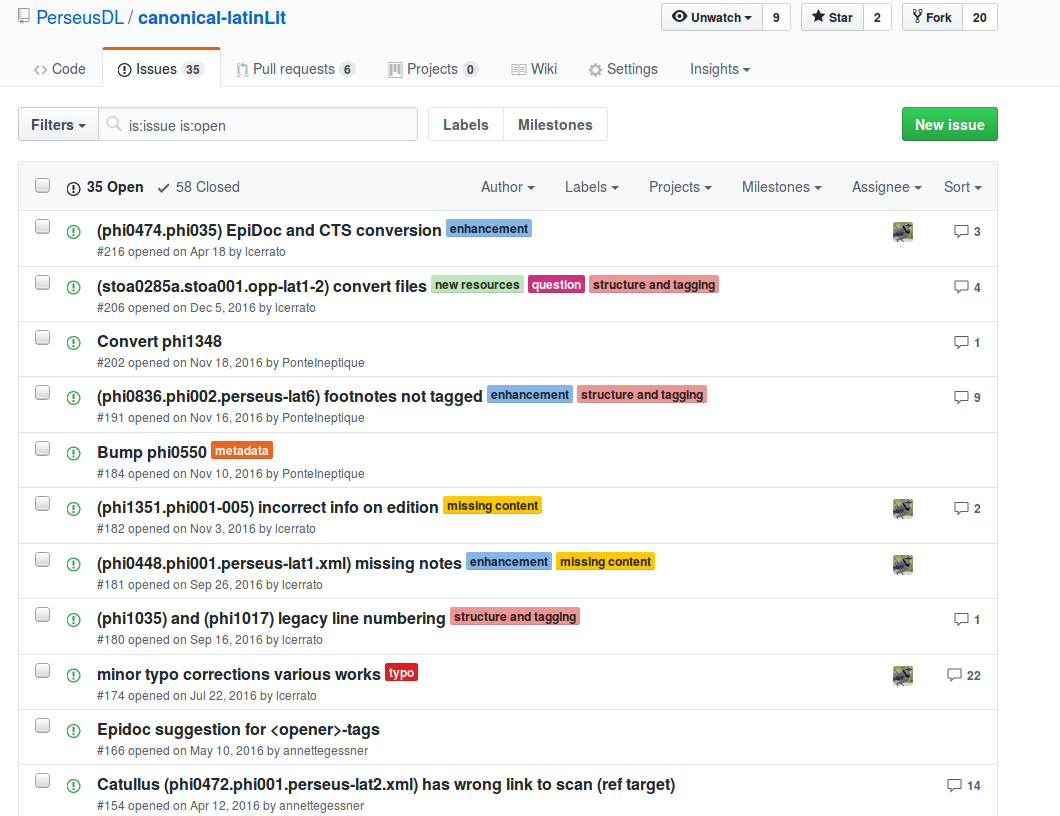 PerseusDL / canonical-latinLit
Unwatch 9 Star 2 Fork 20
Code Issues 35 Pull requests 6 Projects 0 Wiki Settings Insights
Filters is:issue is:open Labels Milestones New issue
35 Open 58 Closed Author Labels Projects Milestones Assignee Sort
(phi0474.phi035) EpiDoc and CTS conversion enhancement 3
#216 opened on Apr 18 by lcerrato
(stoa0285a.stoa001.opp-lat1-2) convert files new resources question structure and tagging 4
#206 opened on Dec 5, 2016 by lcerrato
Convert phi1348 1
#202 opened on Nov 18, 2016 by PonteIneptique
(phi0836.phi002.perseus-lat6) footnotes not tagged enhancement structure and tagging 9
#191 opened on Nov 16, 2016 by PonteIneptique
Bump phi0550 metadata
#184 opened on Nov 10, 2016 by PonteIneptique
(phi1351.phi001-005) incorrect info on edition missing content 2
#182 opened on Nov 3, 2016 by lcerrato
(phi0448.phi001.perseus-lat1.xml) missing notes enhancement missing content
#181 opened on Sep 26, 2016 by lcerrato
(phi1035) and (phi1017) legacy line numbering structure and tagging 1
#180 opened on Sep 16, 2016 by lcerrato
minor typo corrections various works typo 22
#174 opened on Jul 22, 2016 by lcerrato
Epidoc suggestion for <opener>-tags
#166 opened on May 10, 2016 by annettegessner
Catullus (phi0472.phi001.perseus-lat2.xml) has wrong link to scan (ref target) 14
#154 opened on Apr 12, 2016 by annettegessner